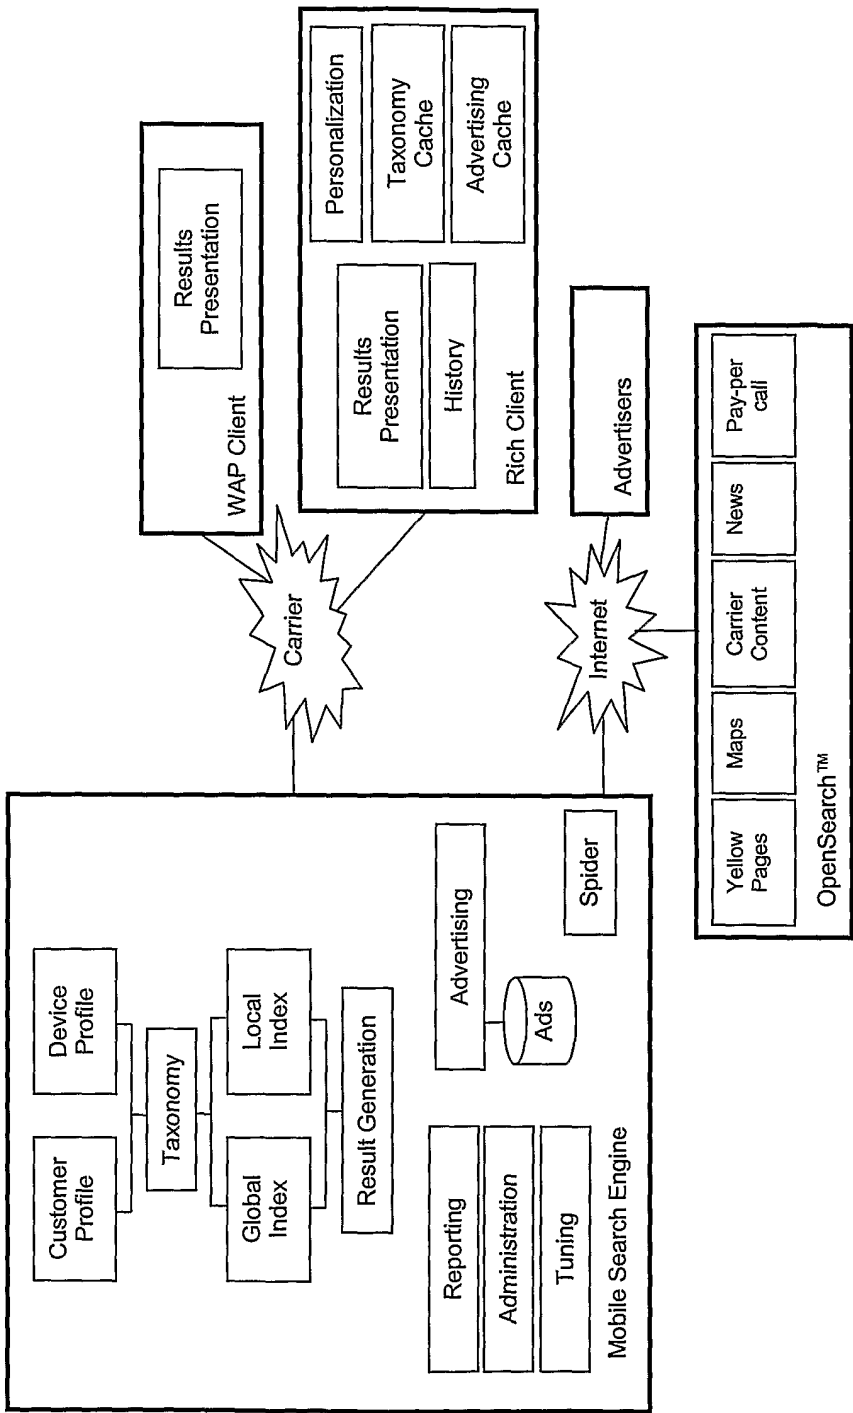 Customer
Profile
Device
Profile
Taxonomy
Global
Index
Local
Index
Result Generation
Reporting
Administration
Tuning
Advertising
Ads
Spider
Mobile Search Engine
Carrier
Internet
WAP Client
Results
Presentation
Results
Presentation
History
Personalization
Taxonomy
Cache
Advertising
Cache
Rich Client
Advertisers
Yellow
Pages
Maps
Carrier
Content
News
Pay-per
call
OpenSearch™